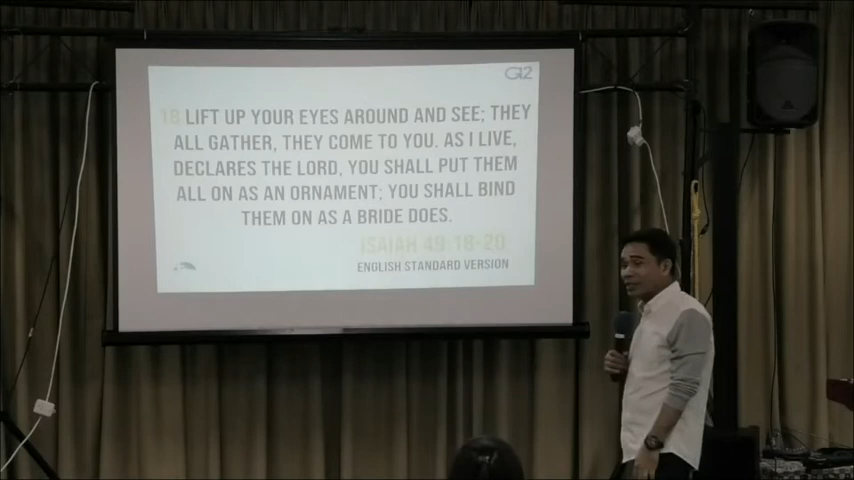 G12
18 LIFT UP YOUR EYES AROUND AND SEE; THEY
ALL GATHER, THEY COME TO YOU. AS I LIVE,
DECLARES THE LORD, YOU SHALL PUT THEM
ALL ON AS AN ORNAMENT; YOU SHALL BIND
THEM ON AS A BRIDE DOES.
ISAIAH 49:18-20
ENGLISH STANDARD VERSION